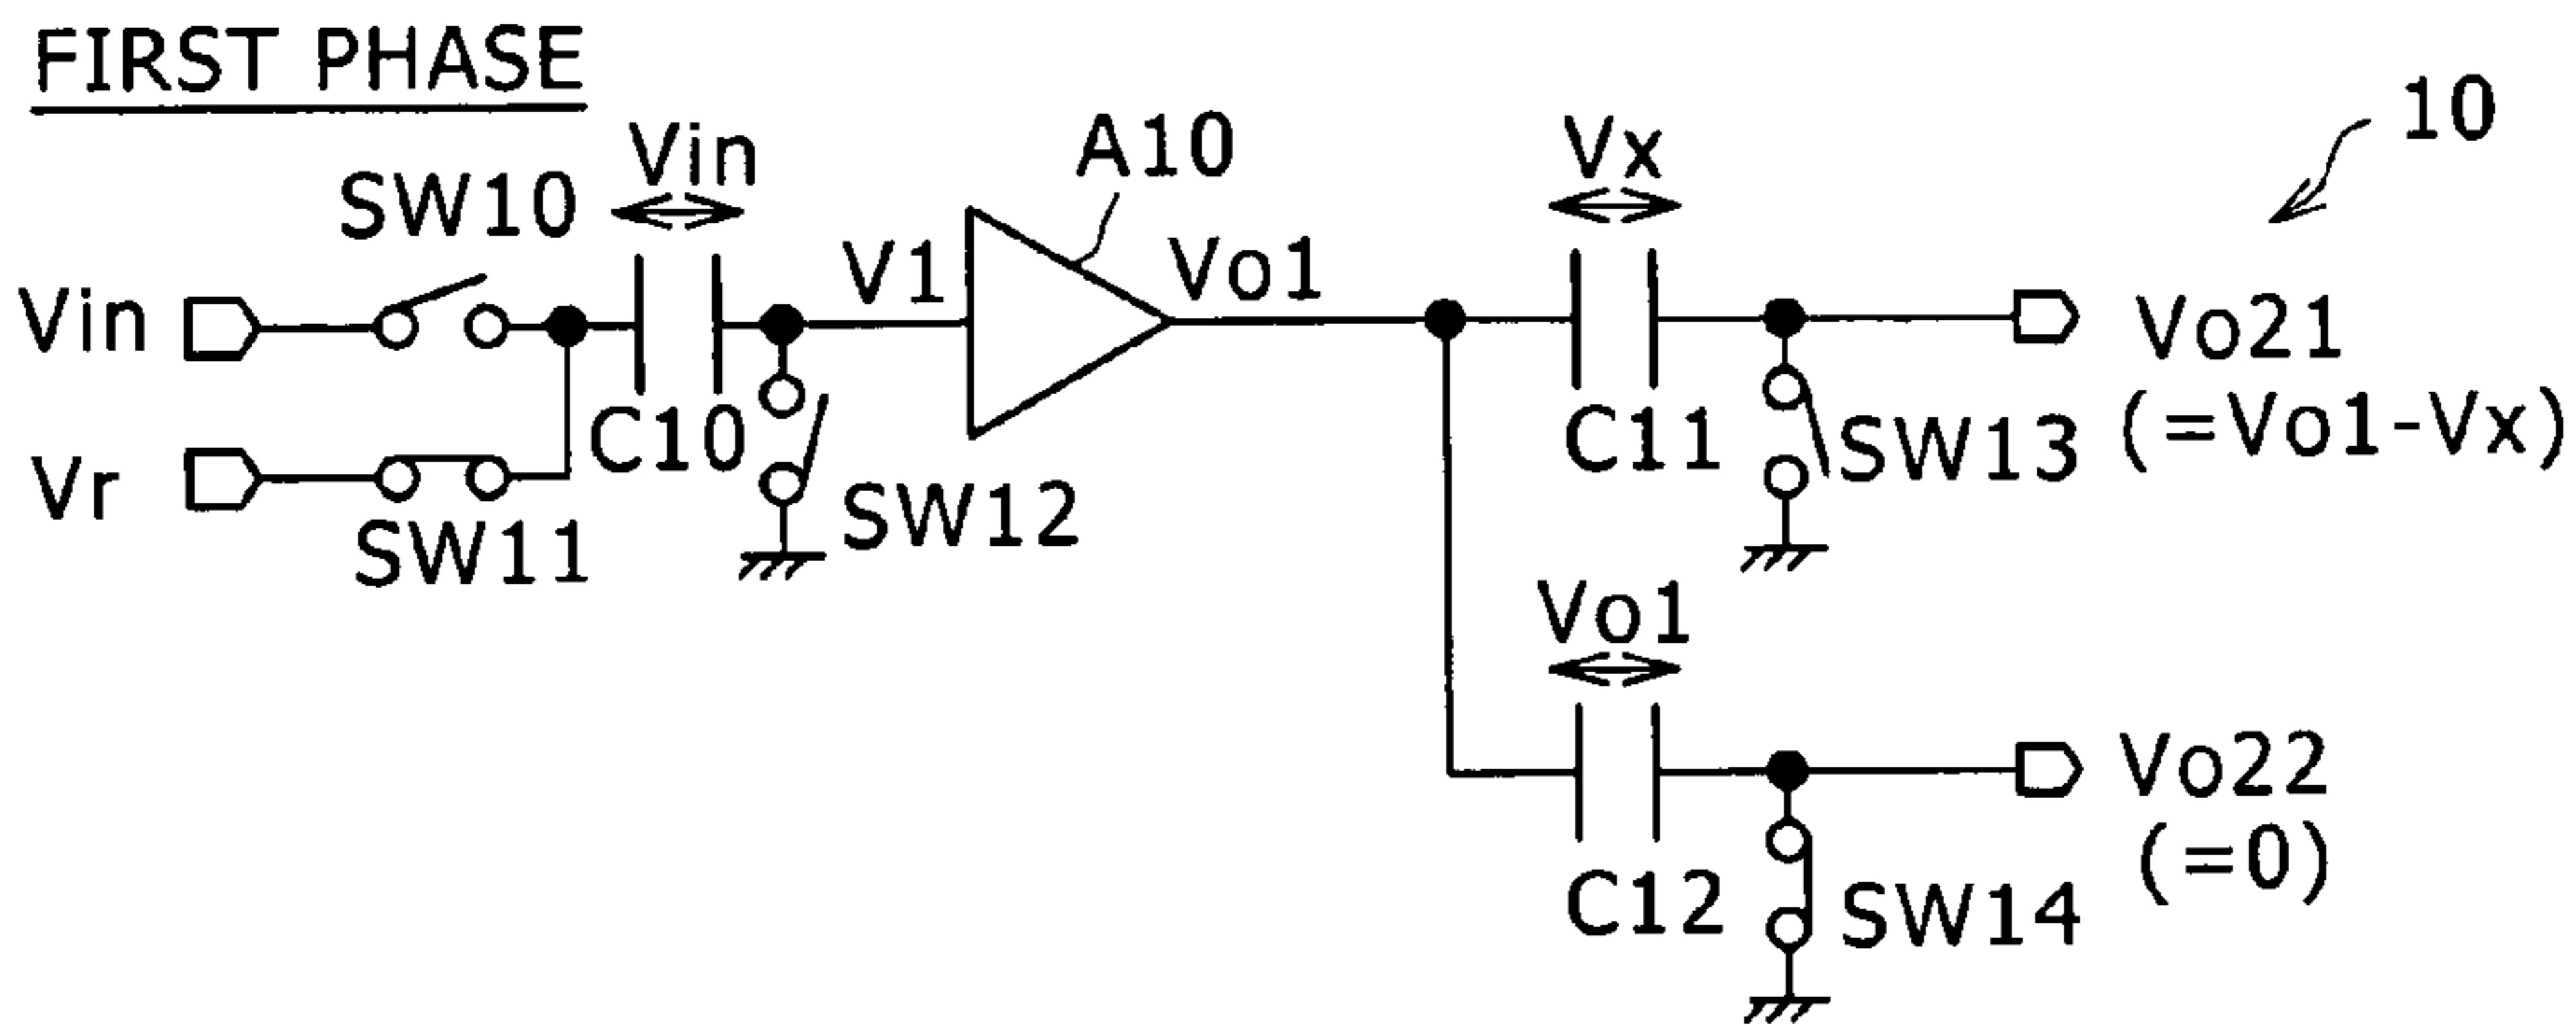 FIRST PHASE
10
Vin
A10
Vx
SW10
V1
Vo1
Vin
Vo21
(=Vo1-Vx)
C10
C11
SW13
Vr
SW12
SW11
Vo1
Vo22
(=0)
C12
SW14